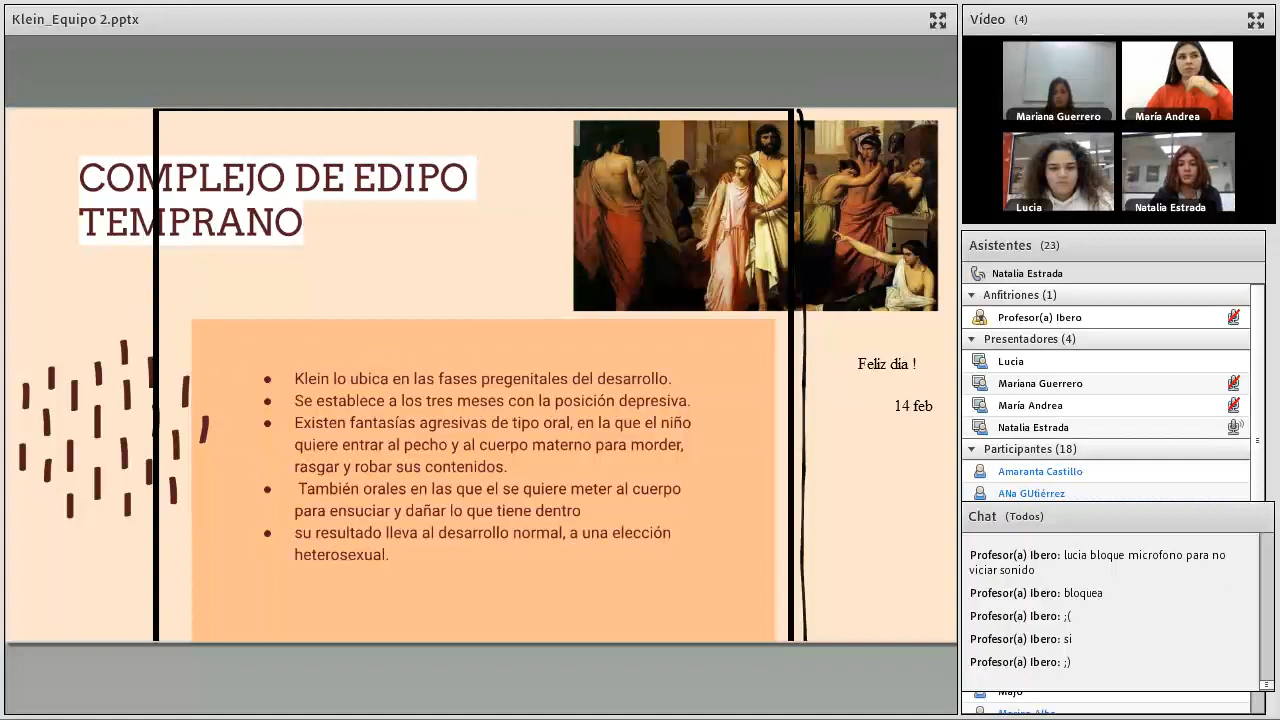 Klein_Equipo 2.pptx
COMPLEJO DE EDIPO
TEMPRANO
Klein lo ubica en las fases pregenitales del desarrollo.
Se establece a los tres meses con la posición depresiva.
Existen fantasías agresivas de tipo oral, en la que el niño
quiere entrar al pecho y al cuerpo materno para morder,
rasgar y robar sus contenidos.
También orales en las que el se quiere meter al cuerpo
para ensuciar y dañar lo que tiene dentro
su resultado lleva al desarrollo normal, a una elección
heterosexual.
Feliz día !
14 feb
Vídeo (4)
Mariana Guerrero
María Andrea
Lucia
Natalia Estrada
Asistentes (23)
Natalia Estrada
Anfitriones (1)
Profesor(a) Ibero
Presentadores (4)
Lucia
Mariana Guerrero
María Andrea
Natalia Estrada
Participantes (18)
Amaranta Castillo
ANa GUtiérrez
Chat (Todos)
Profesor(a) Ibero: lucia bloque microfono para no
viciar sonido
Profesor(a) Ibero: bloquea
Profesor(a) Ibero: ;(
Profesor(a) Ibero: si
Profesor(a) Ibero: ;)